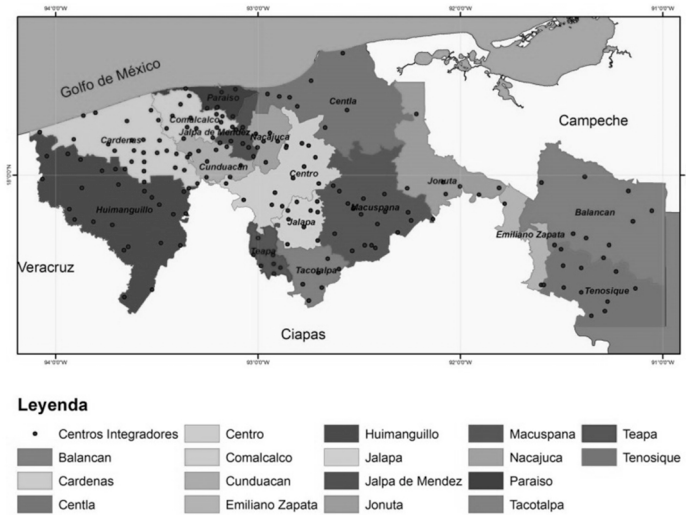 Golfo de México
Campeche
Veracruz
Ciapas
Centla
Paraiso
Comalcalco
Jalpa de Mendez
Nacajuca
Cardenas
Cunduacan
Centro
Jonuta
Huimanguillo
Macuspana
Balancan
Jalapa
Emiliano Zapata
Teapa
Tacotalpa
Tenosique
18°0'0"N
94°0'0"W 93°0'0"W 92°0'0"W 91°0'0"W
Leyenda
Centros Integradores Centro Huimanguillo Macuspana Teapa
Balancan Comalcalco Jalapa Nacajuca Tenosique
Cardenas Cunduacan Jalpa de Mendez Paraiso
Centla Emiliano Zapata Jonuta Tacotalpa